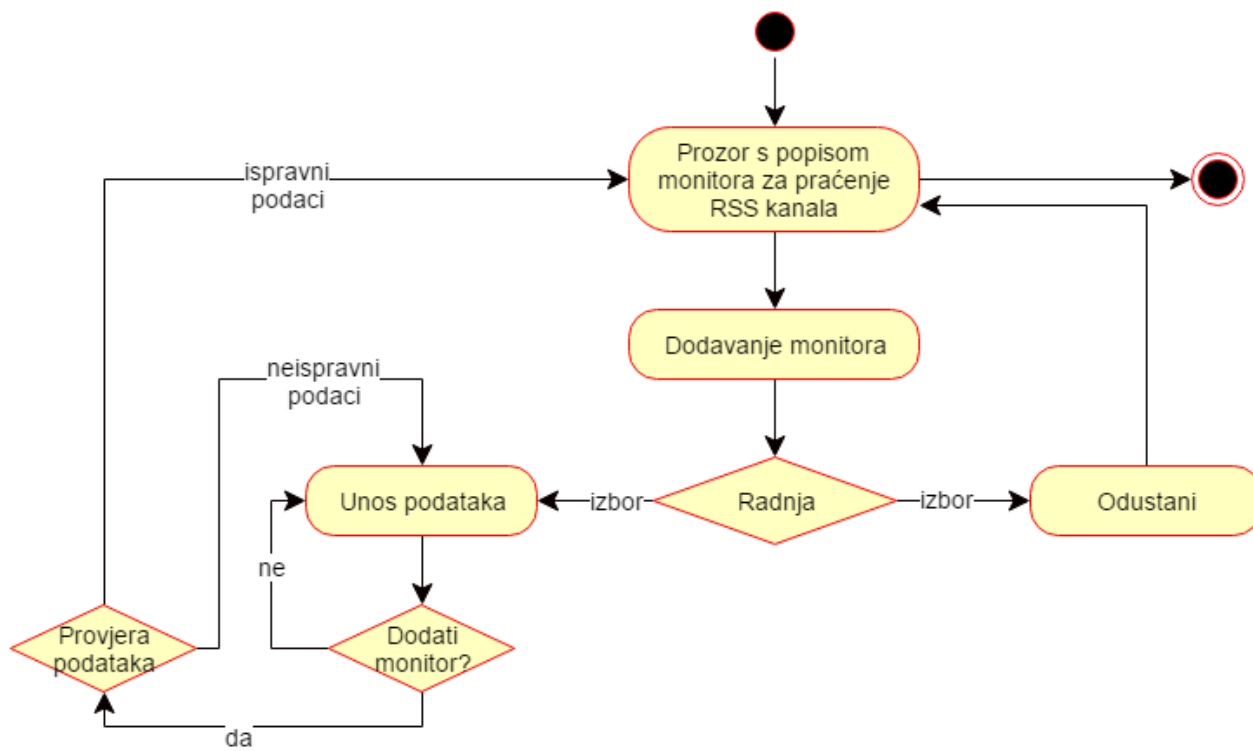 Prozor s popisom
monitora za praćenje
RSS kanala
ispravni
podaci
Dodavanje monitora
neispravni
podaci
Unos podataka
izbor
Radnja
izbor
Odustani
ne
Provjera
podataka
Dodati
monitor?
da